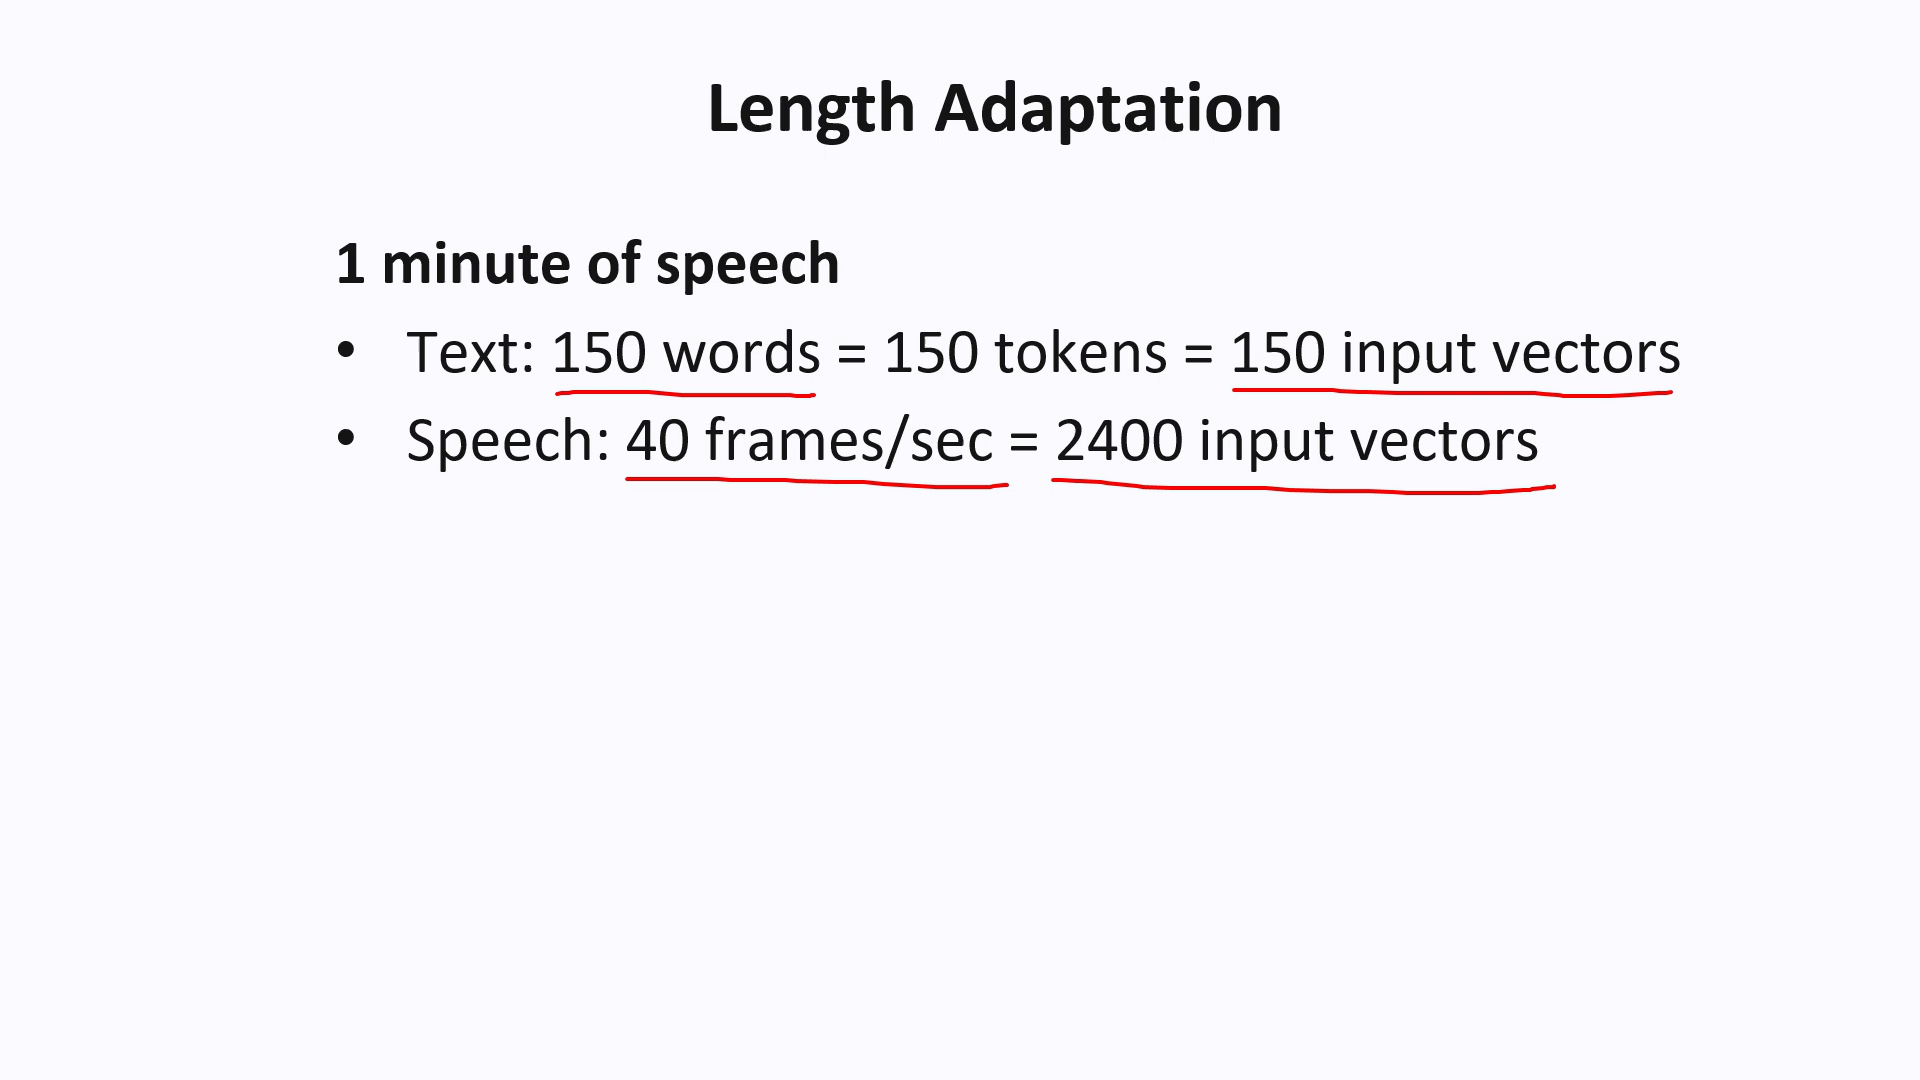 Length Adaptation
1 minute of speech
• Text: 150 words = 150 tokens = 150 input vectors
• Speech: 40 frames/sec = 2400 input vectors